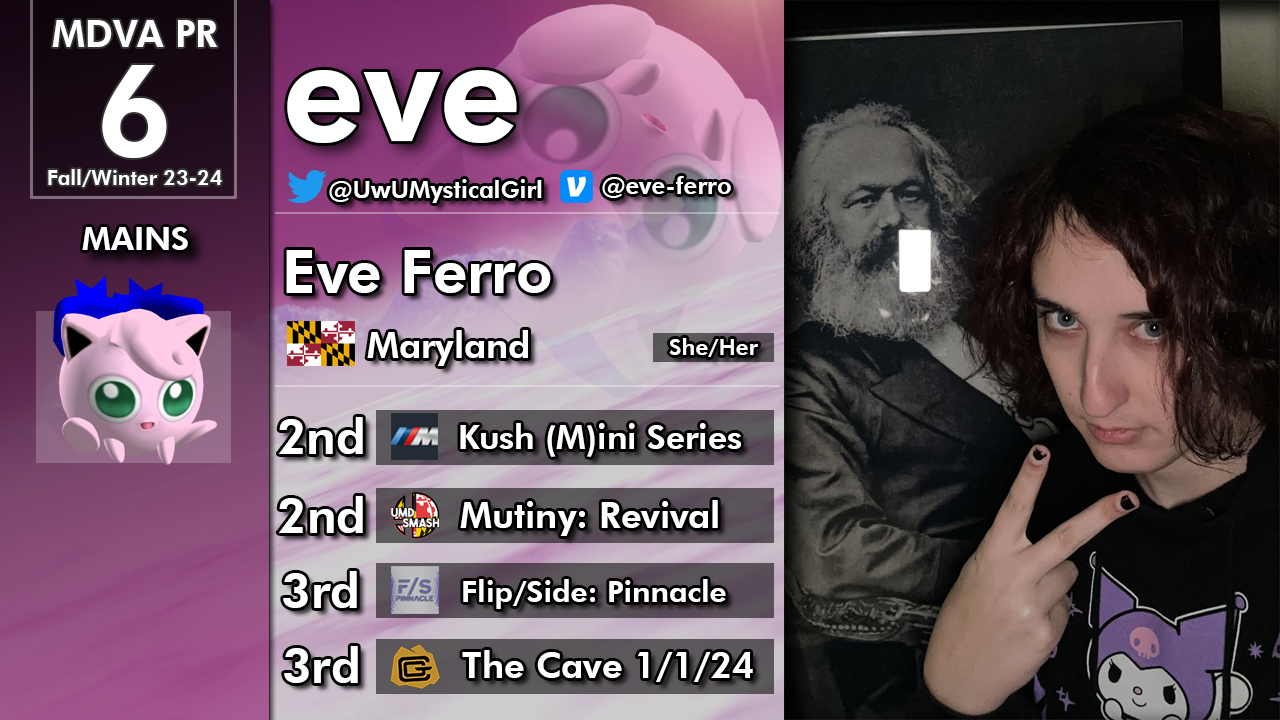 MDVA PR
6
Fall/Winter 23-24
MAINS
eve
@UwUMysticalGirl
@eve-ferro
Eve Ferro
Maryland
She/Her
2nd
M
Kush (M)ini Series
2nd
UMD
SMASH
Mutiny: Revival
3rd
F/S
PINNACLE
Flip/Side: Pinnacle
3rd
The Cave 1/1/24